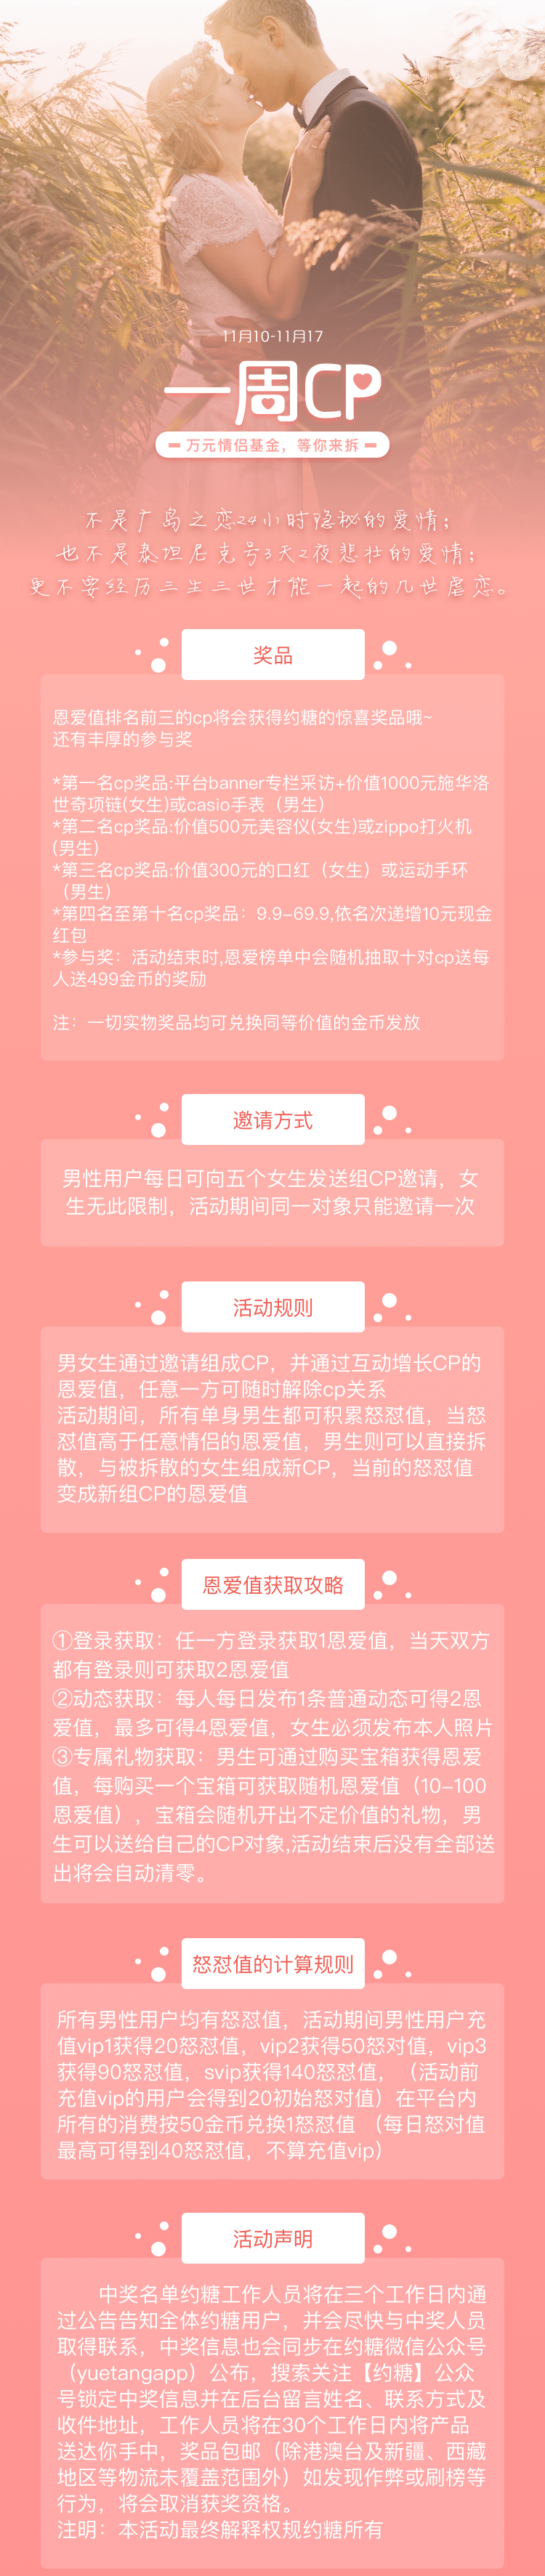 11月10-11月17
一周CP
万元情侣基金，等你来拆
不是广岛之恋24小时隐秘的爱情；
也不是泰坦尼克号3天2夜悲壮的爱情；
更不要经历三生三世才能一起的几世虐恋。
奖品
恩爱值排名前三的cp将会获得约糖的惊喜奖品哦~
还有丰厚的参与奖
*第一名cp奖品:平台banner专栏采访+价值1000元施华洛
世奇项链(女生)或casio手表（男生）
*第二名cp奖品:价值500元美容仪(女生)或zippo打火机
(男生)
*第三名cp奖品:价值300元的口红（女生）或运动手环
（男生）
*第四名至第十名cp奖品：9.9-69.9,依名次递增10元现金
红包
*参与奖：活动结束时,恩爱榜单中会随机抽取十对cp送每
人送499金币的奖励
注：一切实物奖品均可兑换同等价值的金币发放
邀请方式
男性用户每日可向五个女生发送组CP邀请，女
生无此限制，活动期间同一对象只能邀请一次
活动规则
男女生通过邀请组成CP，并通过互动增长CP的
恩爱值，任意一方可随时解除cp关系
活动期间，所有单身男生都可积累怒怼值，当怒
怼值高于任意情侣的恩爱值，男生则可以直接拆
散，与被拆散的女生组成新CP，当前的怒怼值
变成新组CP的恩爱值
恩爱值获取攻略
①登录获取：任一方登录获取1恩爱值，当天双方
都有登录则可获取2恩爱值
②动态获取：每人每日发布1条普通动态可得2恩
爱值，最多可得4恩爱值，女生必须发布本人照片
③专属礼物获取：男生可通过购买宝箱获得恩爱
值，每购买一个宝箱可获取随机恩爱值（10-100
恩爱值），宝箱会随机开出不定价值的礼物，男
生可以送给自己的CP对象,活动结束后没有全部送
出将会自动清零。
怒怼值的计算规则
所有男性用户均有怒怼值，活动期间男性用户充
值vip1获得20怒怼值，vip2获得50怒对值，vip3
获得90怒怼值，svip获得140怒怼值，（活动前
充值vip的用户会得到20初始怒对值）在平台内
所有的消费按50金币兑换1怒怼值 （每日怒对值
最高可得到40怒怼值，不算充值vip）
活动声明
中奖名单约糖工作人员将在三个工作日内通
过公告告知全体约糖用户，并会尽快与中奖人员
取得联系，中奖信息也会同步在约糖微信公众号
（yuetangapp）公布，搜索关注【约糖】公众
号锁定中奖信息并在后台留言姓名、联系方式及
收件地址，工作人员将在30个工作日内将产品
送达你手中，奖品包邮（除港澳台及新疆、西藏
地区等物流未覆盖范围外）如发现作弊或刷榜等
行为，将会取消获奖资格。
注明：本活动最终解释权规约糖所有